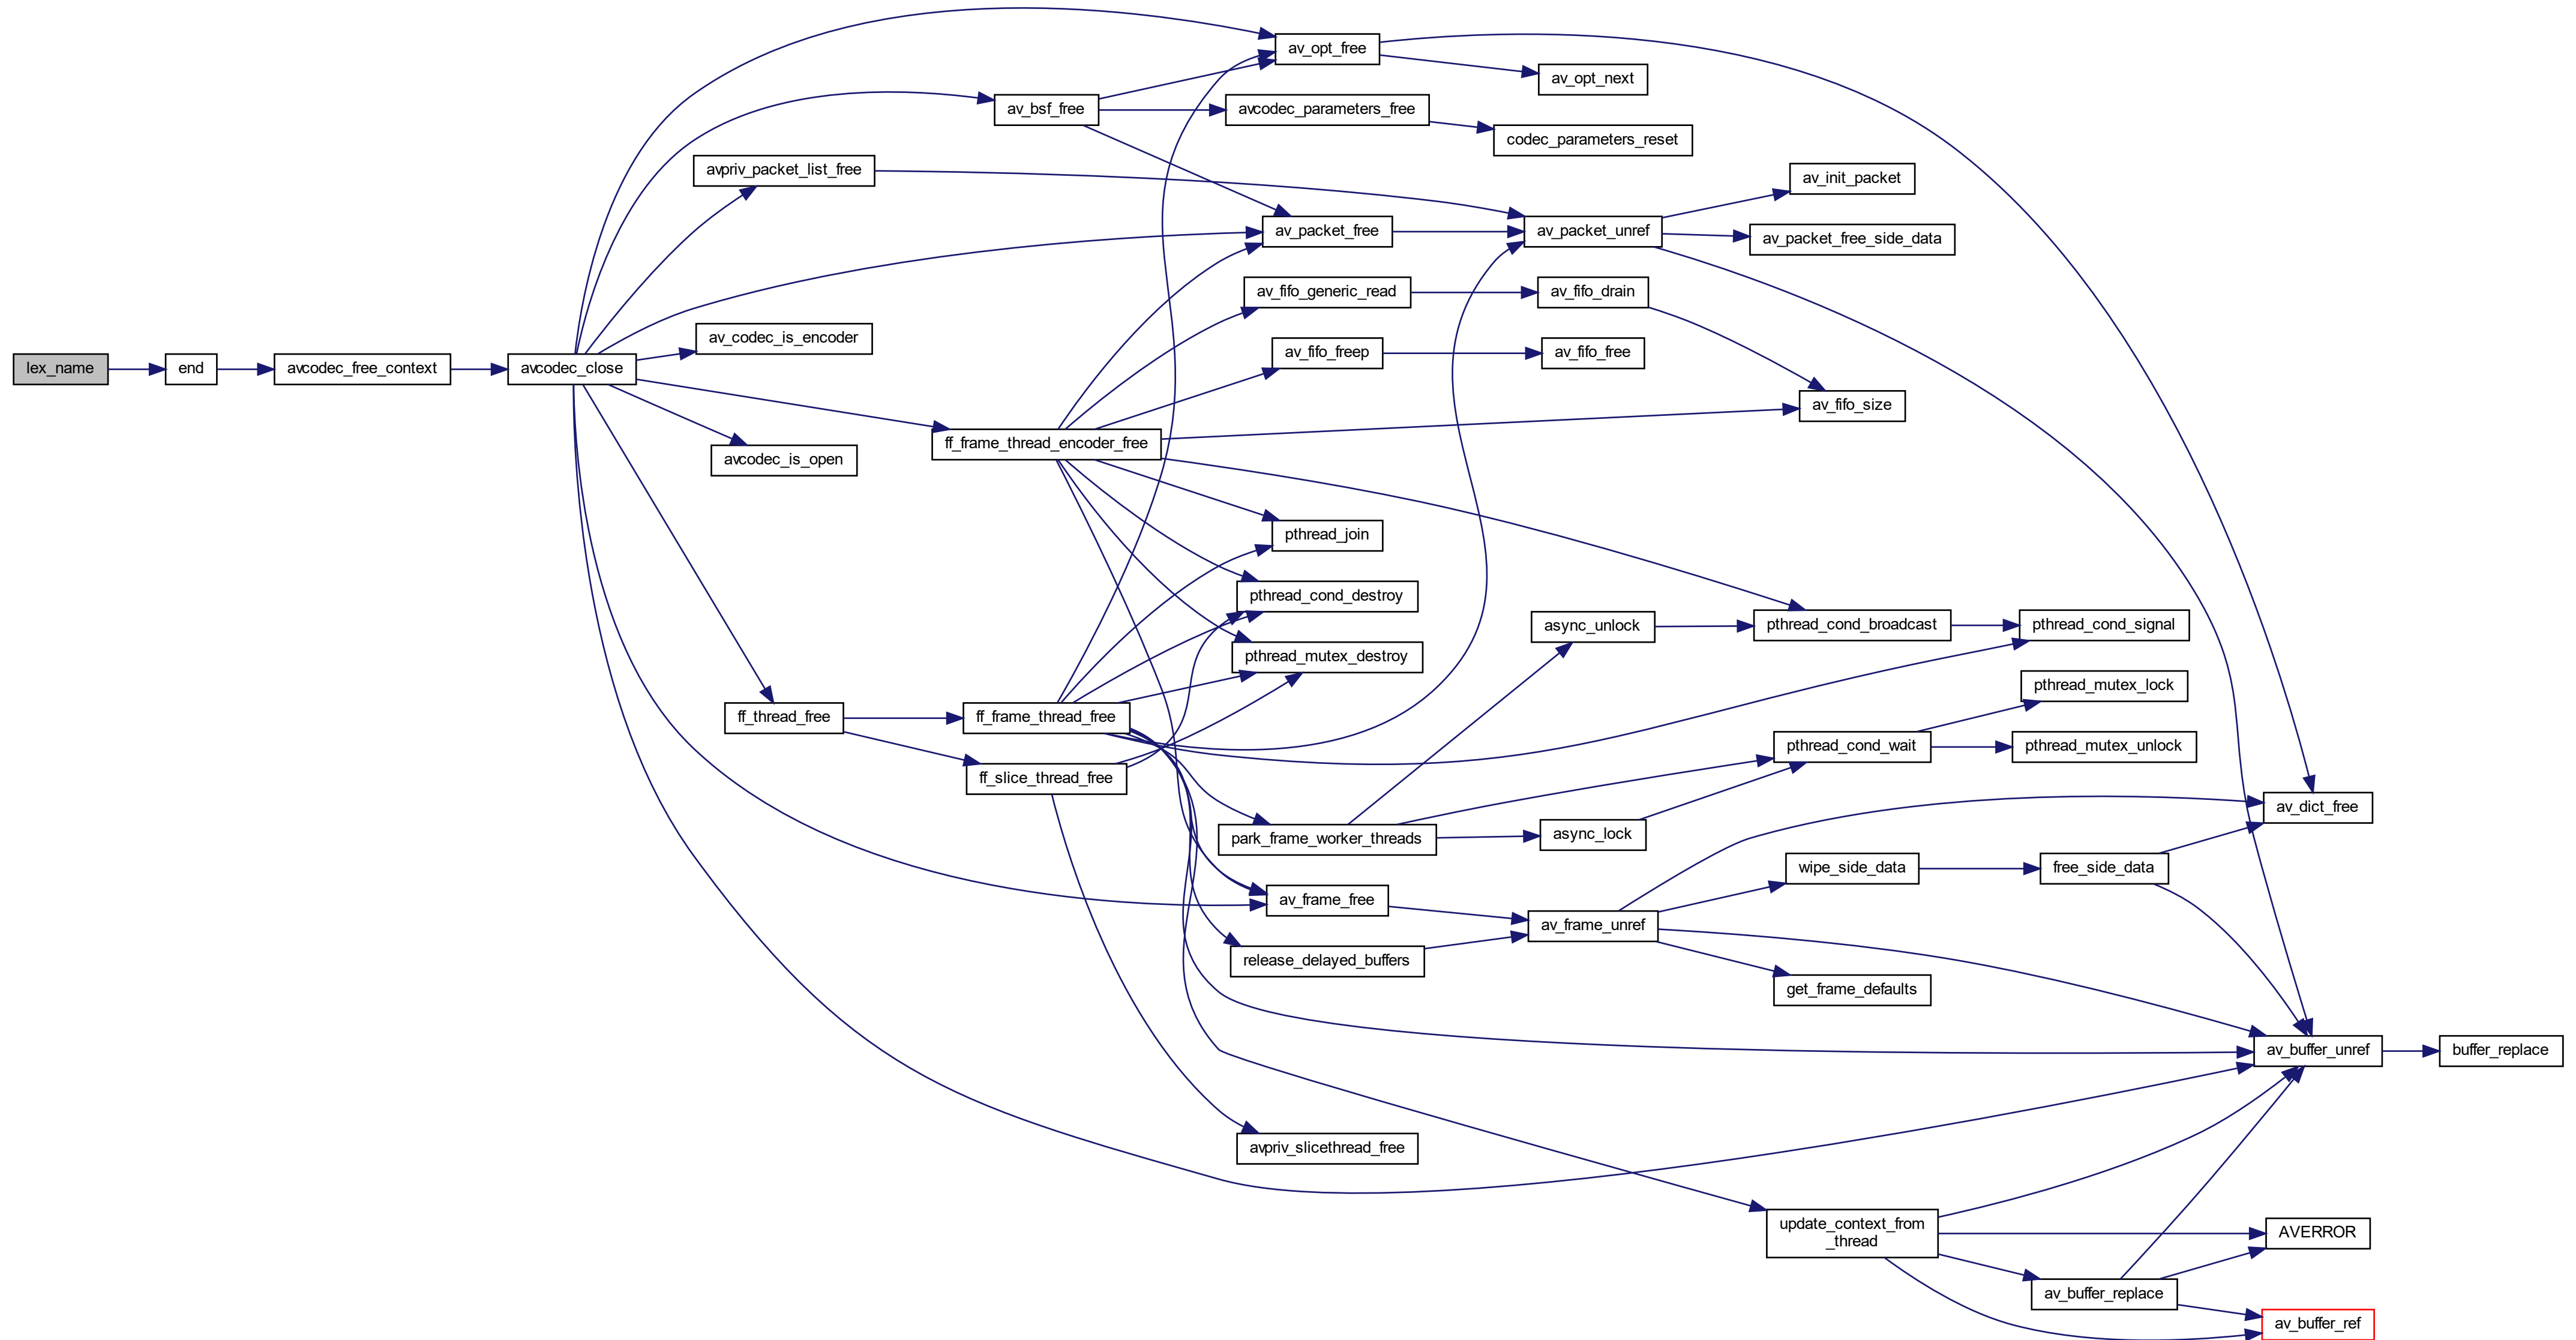 av_opt_free
av_opt_next
av_bsf_free
avcodec_parameters_free
codec_parameters_reset
avpriv_packet_list_free
av_init_packet
av_packet_free
av_packet_unref
av_packet_free_side_data
av_fifo_generic_read
av_fifo_drain
av_codec_is_encoder
av_fifo_freep
av_fifo_free
lex_name
end
avcodec_free_context
avcodec_close
av_fifo_size
ff_frame_thread_encoder_free
avcodec_is_open
pthread_join
pthread_cond_destroy
async_unlock
pthread_cond_broadcast
pthread_cond_signal
pthread_mutex_destroy
pthread_mutex_lock
ff_thread_free
ff_frame_thread_free
pthread_cond_wait
pthread_mutex_unlock
ff_slice_thread_free
av_dict_free
park_frame_worker_threads
async_lock
wipe_side_data
free_side_data
av_frame_free
av_frame_unref
release_delayed_buffers
get_frame_defaults
av_buffer_unref
buffer_replace
avpriv_slicethread_free
update_context_from
_thread
AVERROR
av_buffer_replace
av_buffer_ref